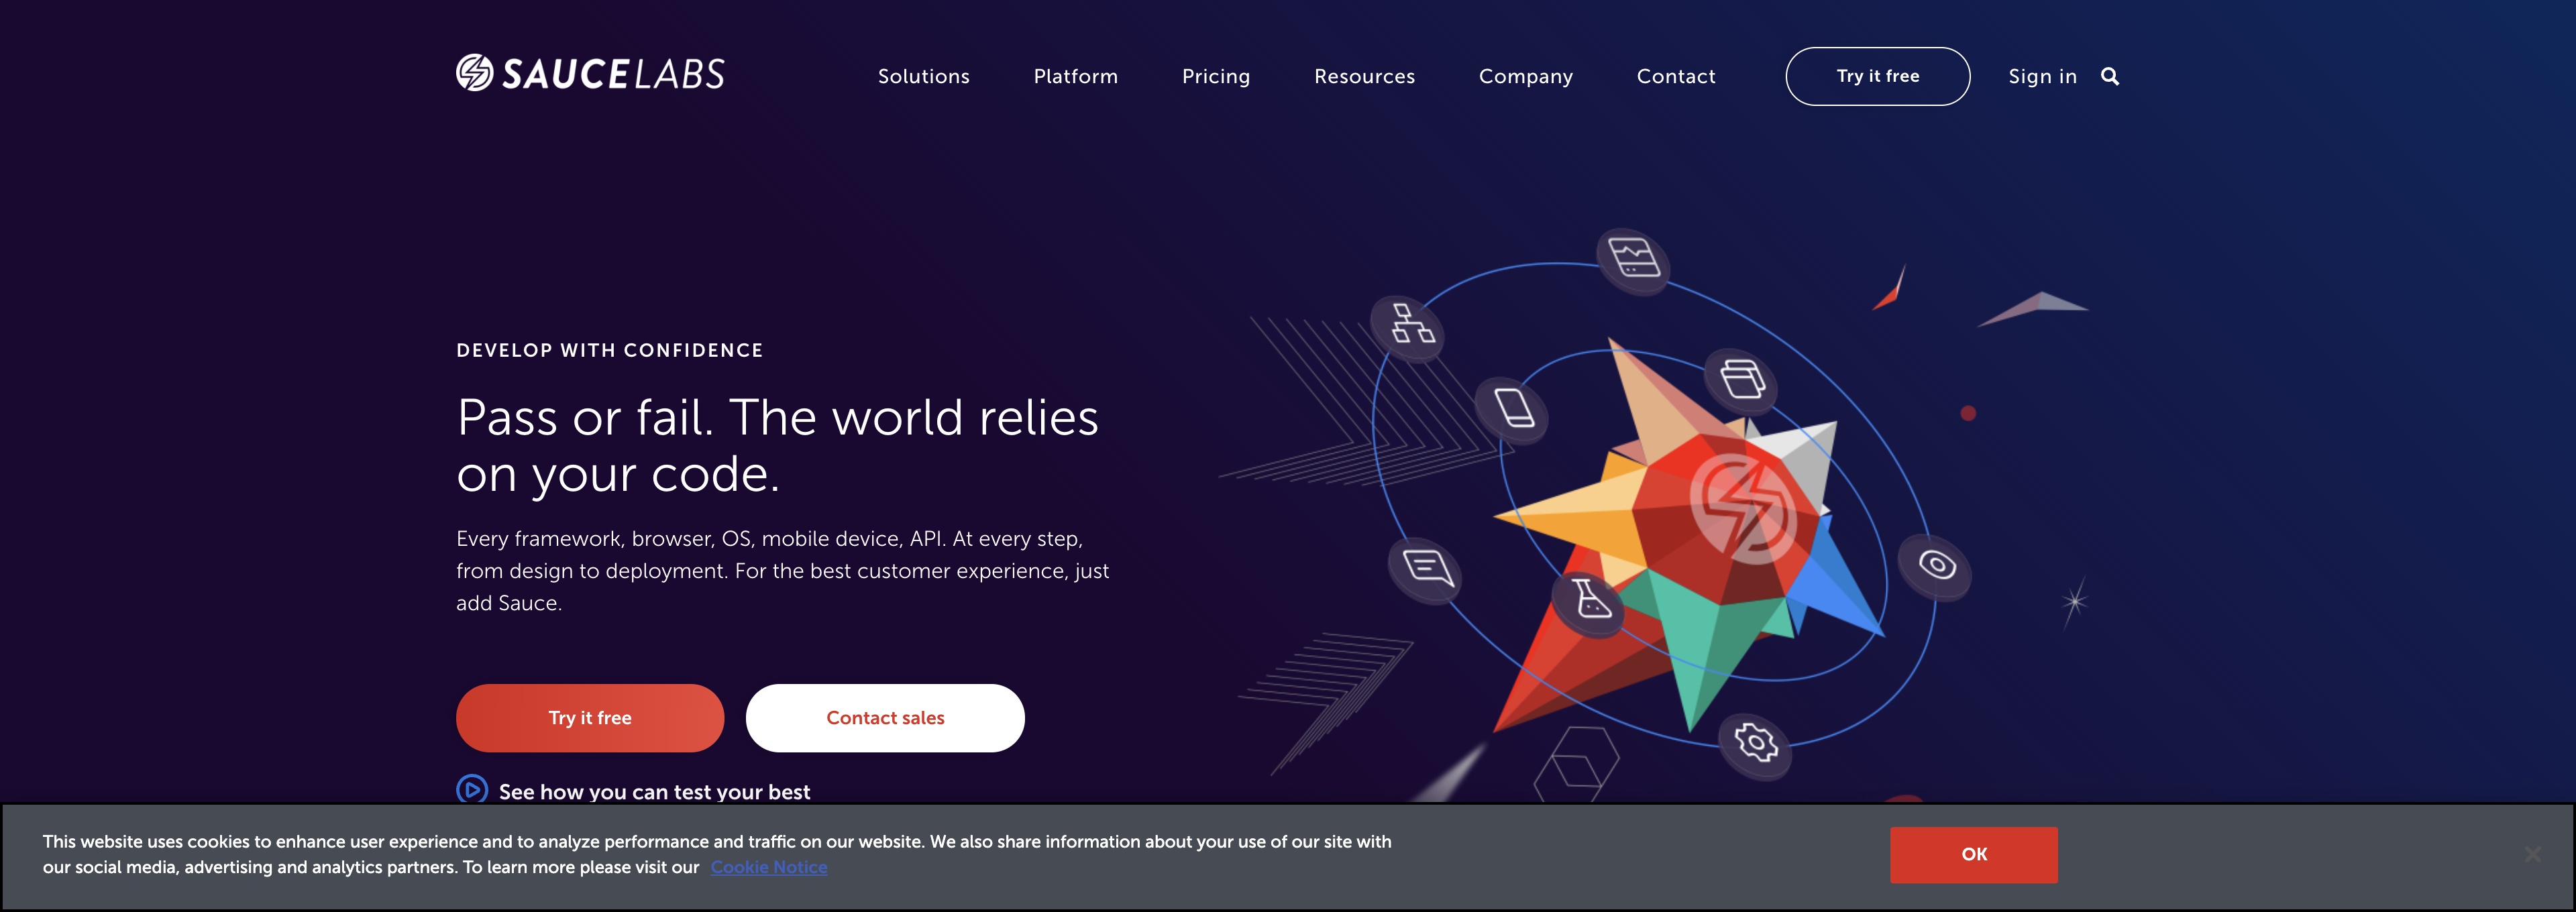 SAUCELABS
Solutions
Platform
Pricing
Resources
Company
Contact
Try it free
Sign in
DEVELOP WITH CONFIDENCE
Pass or fail. The world relies
on your code.
Every framework, browser, OS, mobile device, API. At every step,
from design to deployment. For the best customer experience, just
add Sauce.
Try it free
Contact sales
See how you can test your best
This website uses cookies to enhance user experience and to analyze performance and traffic on our website. We also share information about your use of our site with
our social media, advertising and analytics partners. To learn more please visit our Cookie Notice
OK